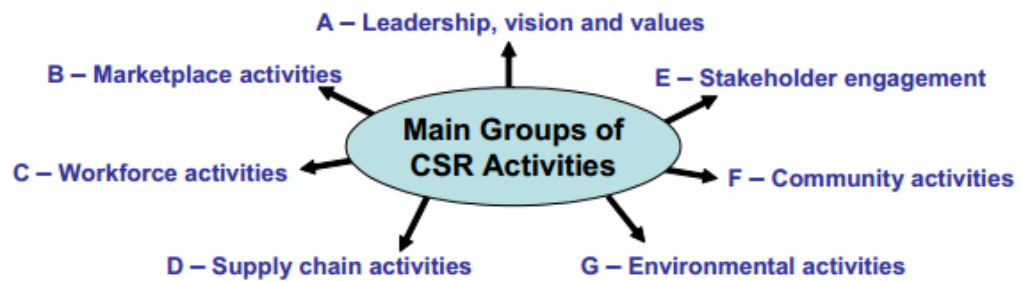 A – Leadership, vision and values
B – Marketplace activities
E – Stakeholder engagement
Main Groups of
CSR Activities
C – Workforce activities
F – Community activities
D – Supply chain activities
G – Environmental activities